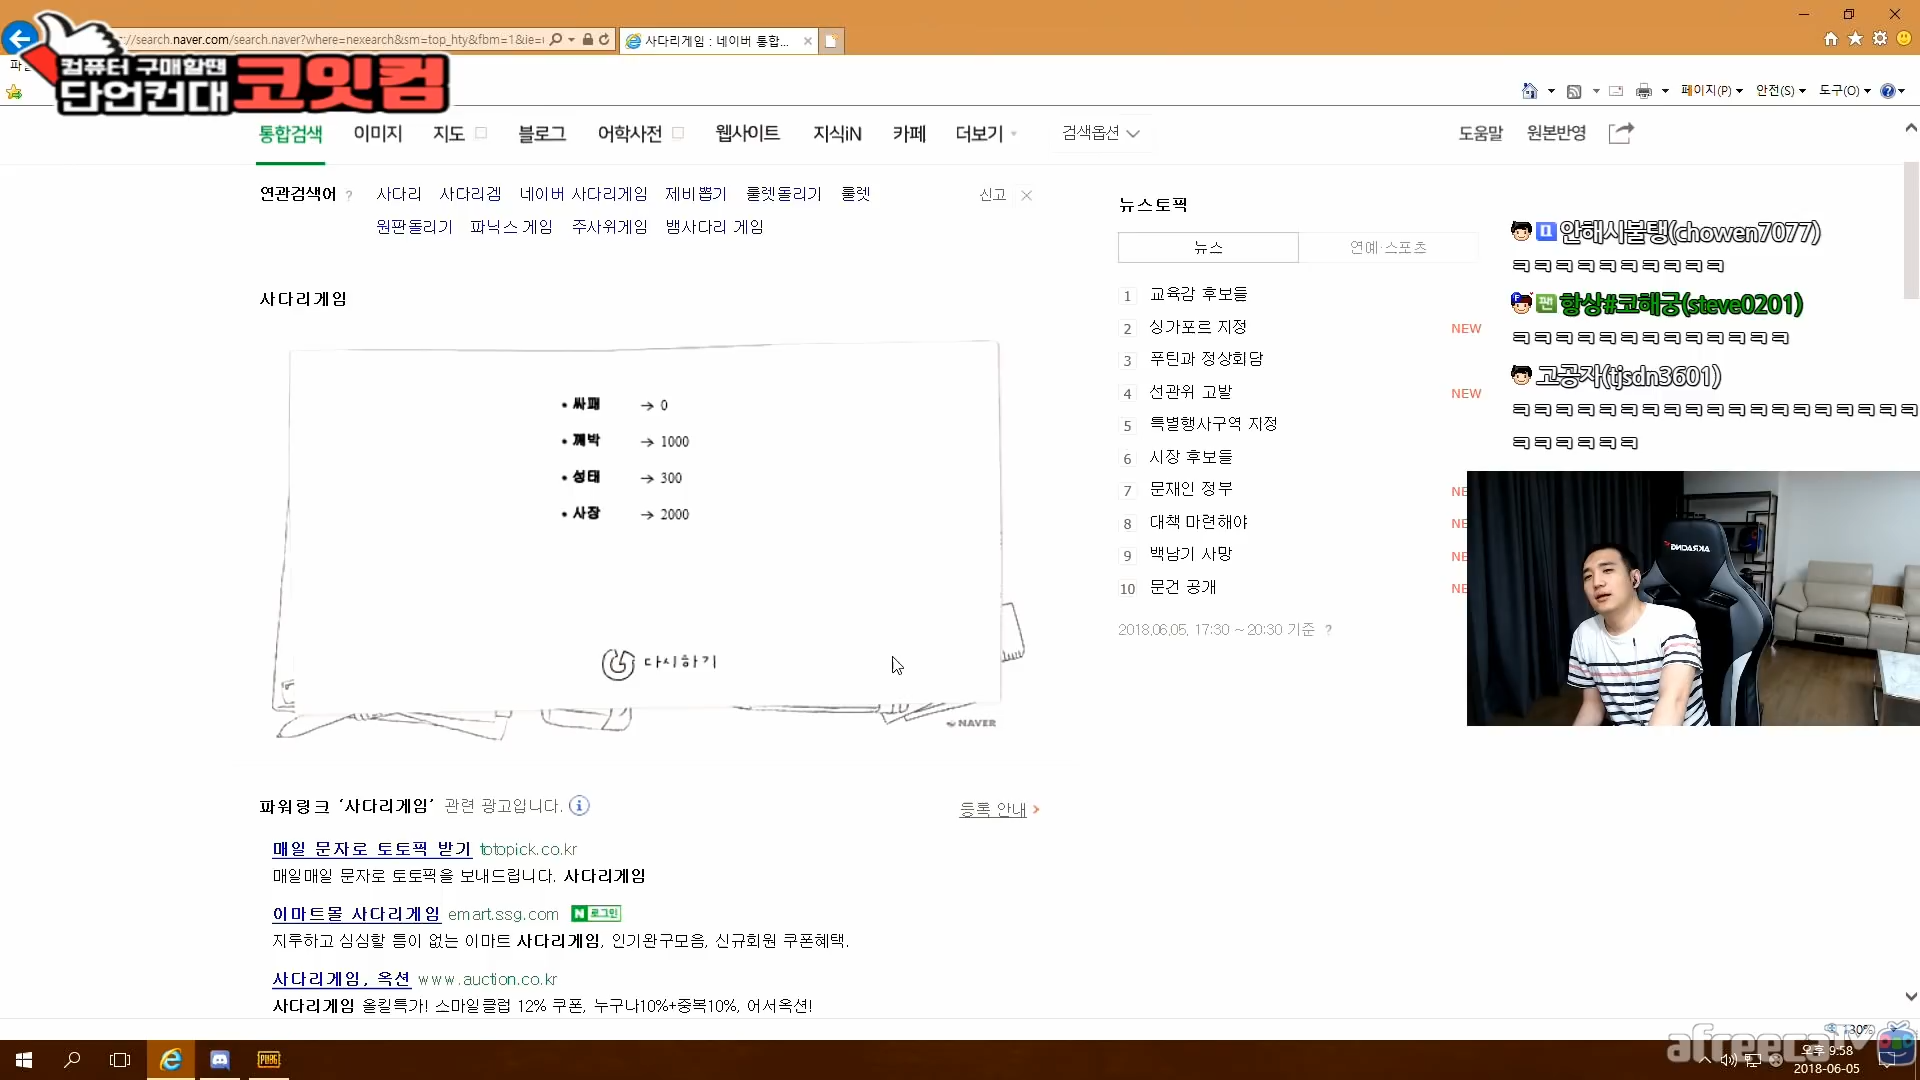 ://search.naver.com/search.naver?where=nexearch&sm=top_hty&fbm=1&ie=
사다리게임 : 네이버 통합...
컴퓨터 구매할땐
단언컨대 코잇컴
페이지(P) 안전(S) 도구(O)
통합검색 이미지 지도 블로그 어학사전 웹사이트 지식iN 카페 더보기 검색옵션 도움말 원본반영
연관검색어 ? 사다리 사다리겜 네이버 사다리게임 제비뽑기 룰렛돌리기 룰렛 신고
원판돌리기 파닉스 게임 주사위게임 뱀사다리 게임
사다리게임
• 싸패 → 0
• 께박 → 1000
• 성태 → 300
• 사장 → 2000
다시하기
NAVER
뉴스토픽
뉴스 연예·스포츠
1 교육감 후보들
2 싱가포르 지정 NEW
3 푸틴과 정상회담
4 선관위 고발 NEW
5 특별행사구역 지정
6 시장 후보들
7 문재인 정부 NE
8 대책 마련해야 NE
9 백남기 사망 NE
10 문건 공개 NE
2018.06.05. 17:30 ~ 20:30 기준 ?
안해시불탱(chowen7077)
ㅋㅋㅋㅋㅋㅋㅋㅋㅋㅋ
팬 항상#코해궁(steve0201)
ㅋㅋㅋㅋㅋㅋㅋㅋㅋㅋㅋㅋㅋ
고공자(tjsdn3601)
ㅋㅋㅋㅋㅋㅋㅋㅋㅋㅋㅋㅋㅋㅋㅋㅋㅋㅋㅋ
ㅋㅋㅋㅋㅋㅋ
AKRACING
파워링크 '사다리게임' 관련 광고입니다. 등록 안내
매일 문자로 토토픽 받기 totopick.co.kr
매일매일 문자로 토토픽을 보내드립니다. 사다리게임
이마트몰 사다리게임 emart.ssg.com N 로그인
지루하고 심심할 틈이 없는 이마트 사다리게임, 인기완구모음, 신규회원 쿠폰혜택.
사다리게임, 옥션 www.auction.co.kr
사다리게임 올킬특가! 스마일클럽 12% 쿠폰, 누구나10%+중복10%, 어서옥션!
130%
afreecaTV
PUBG
오후 9:58
2018-06-05